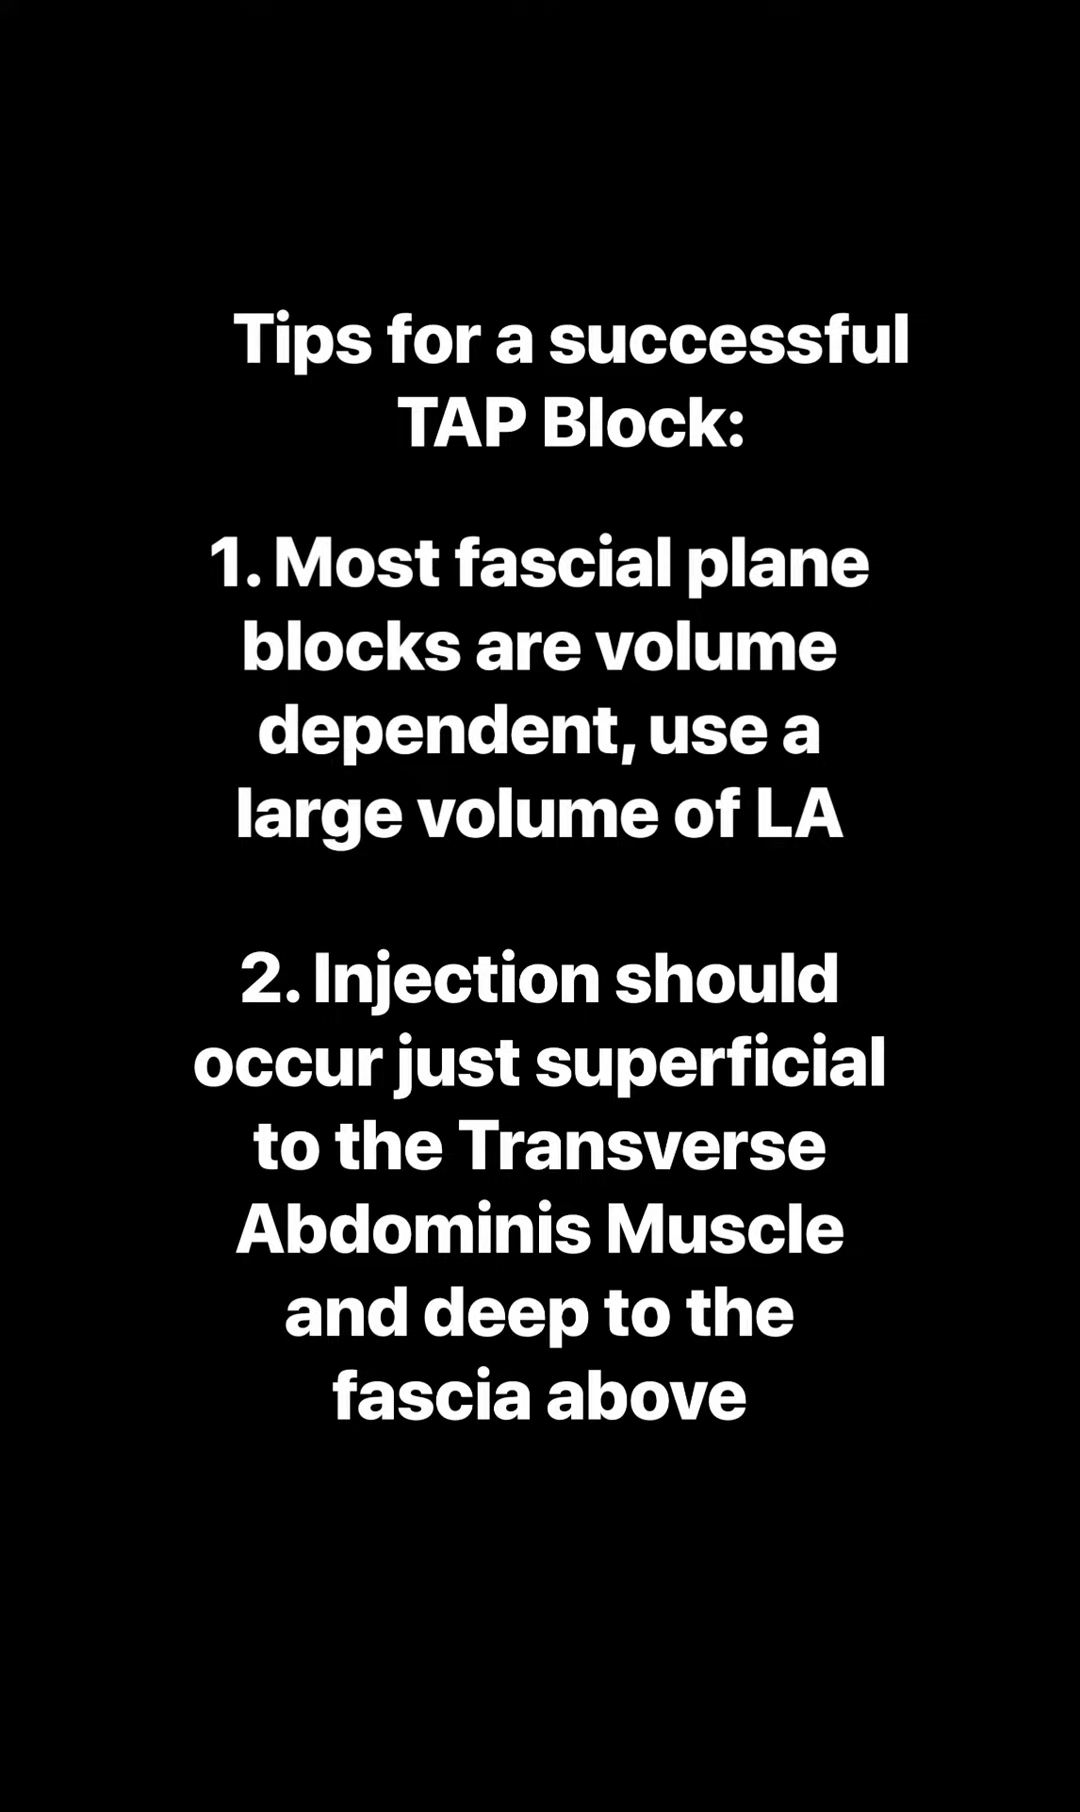 Tips for a successful
TAP Block:
1. Most fascial plane
blocks are volume
dependent, use a
large volume of LA
2. Injection should
occur just superficial
to the Transverse
Abdominis Muscle
and deep to the
fascia above